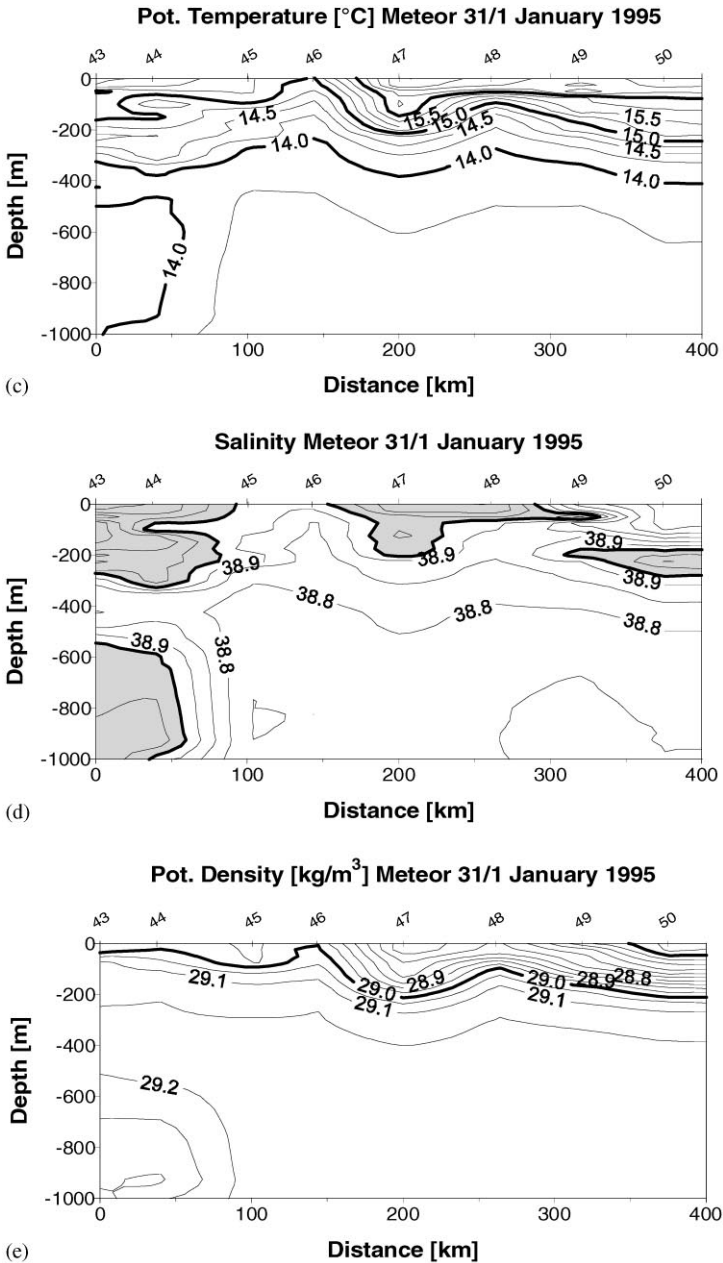 Pot. Temperature [°C] Meteor 31/1 January 1995
43 44 45 46 47 48 49 50
0
-200
-400
-600
-800
-1000
Depth [m]
14.5 15.5 15.0 14.5 15.5 15.0 14.5
14.0 14.0 14.0
14.0
0 100 200 300 400
(c)
Distance [km]
Salinity Meteor 31/1 January 1995
43 44 45 46 47 48 49 50
0
-200
-400
-600
-800
-1000
Depth [m]
38.9 38.9 38.9 38.9
38.8 38.8 38.8
38.9 38.8
0 100 200 300 400
(d)
Distance [km]
Pot. Density [kg/m³] Meteor 31/1 January 1995
43 44 45 46 47 48 49 50
0
-200
-400
-600
-800
-1000
Depth [m]
29.1 29.0 28.9 29.0 28.9 28.8
29.1 29.1
29.2
0 100 200 300 400
(e)
Distance [km]